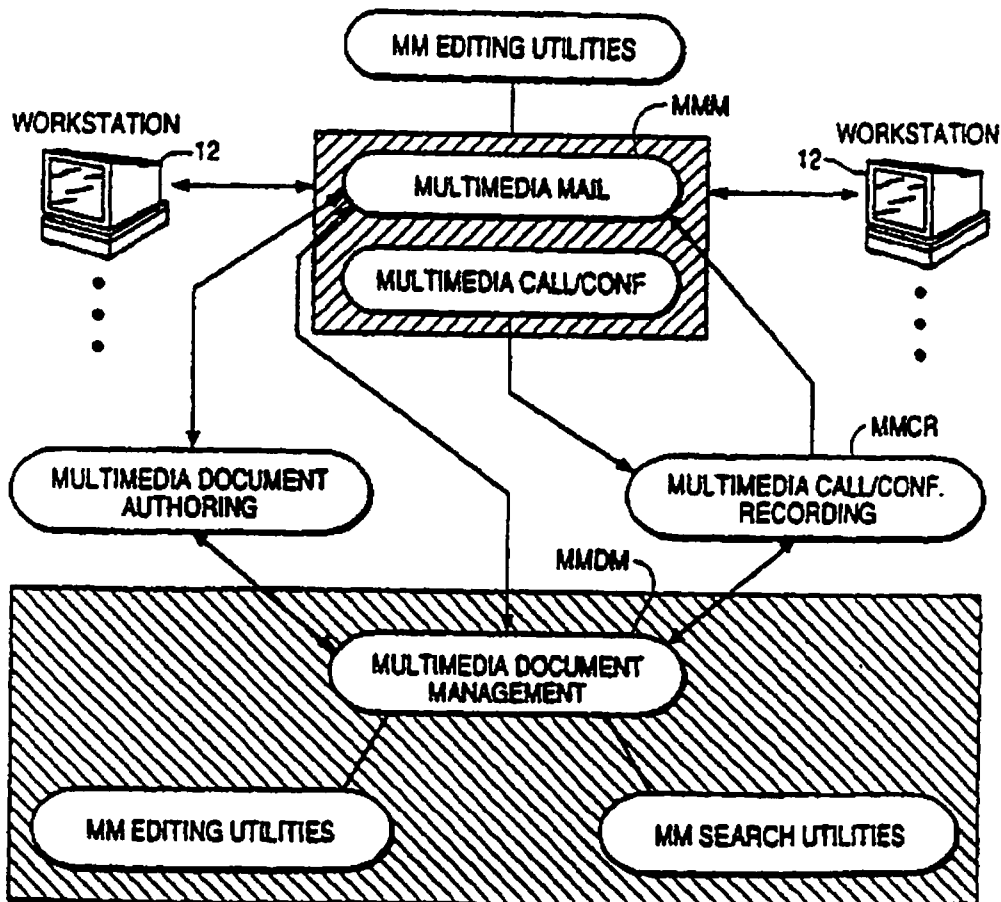 MM EDITING UTILITIES
MMM
WORKSTATION
12
WORKSTATION
12
MULTIMEDIA MAIL
MULTIMEDIA CALL/CONF
MMCR
MULTIMEDIA DOCUMENT
AUTHORING
MULTIMEDIA CALL/CONF.
RECORDING
MMDM
MULTIMEDIA DOCUMENT
MANAGEMENT
MM EDITING UTILITIES
MM SEARCH UTILITIES